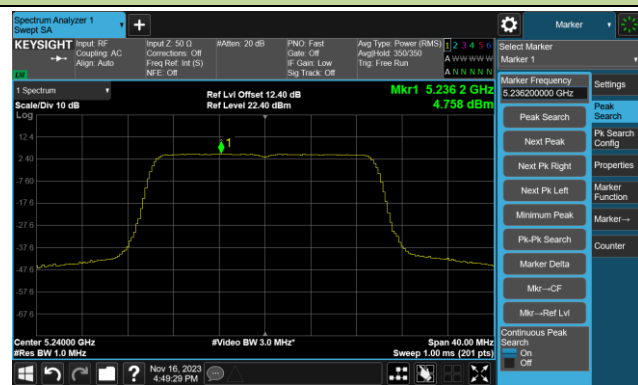 Spectrum Analyzer 1
Swept SA
Marker
KEYSIGHT
Input: RF
Coupling: AC
Align: Auto
Input Z: 50 Ω
Corrections: Off
Freq Ref: Int (S)
NFE: Off
#Atten: 20 dB
PNO: Fast
Gate: Off
IF Gain: Low
Sig Track: Off
Avg Type: Power (RMS)
Avg|Hold: 350/350
Trig: Free Run
1 2 3 4 5 6
A W W W W W
A N N N N N
LXI
1 Spectrum
Scale/Div 10 dB
Log
Ref Lvl Offset 12.40 dB
Ref Level 22.40 dBm
Mkr1 5.236 2 GHz
4.758 dBm
12.4
2.40
-7.60
-17.6
-27.6
-37.6
-47.6
-57.6
-67.6
1
Center 5.24000 GHz
#Res BW 1.0 MHz
#Video BW 3.0 MHz*
Span 40.00 MHz
Sweep 1.00 ms (201 pts)
Select Marker
Marker 1
Marker Frequency
5.236200000 GHz
Peak Search
Next Peak
Next Pk Right
Next Pk Left
Minimum Peak
Pk-Pk Search
Marker Delta
Mkr→CF
Mkr→Ref Lvl
Continuous Peak
Search
On
Off
Settings
Peak
Search
Pk Search
Config
Properties
Marker
Function
Marker→
Counter
Nov 16, 2023
4:49:29 PM